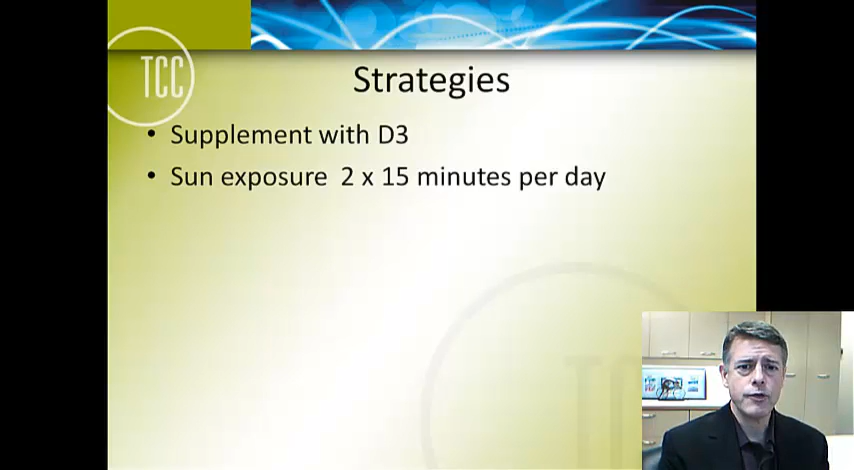 TCC
Strategies
• Supplement with D3
• Sun exposure 2 x 15 minutes per day